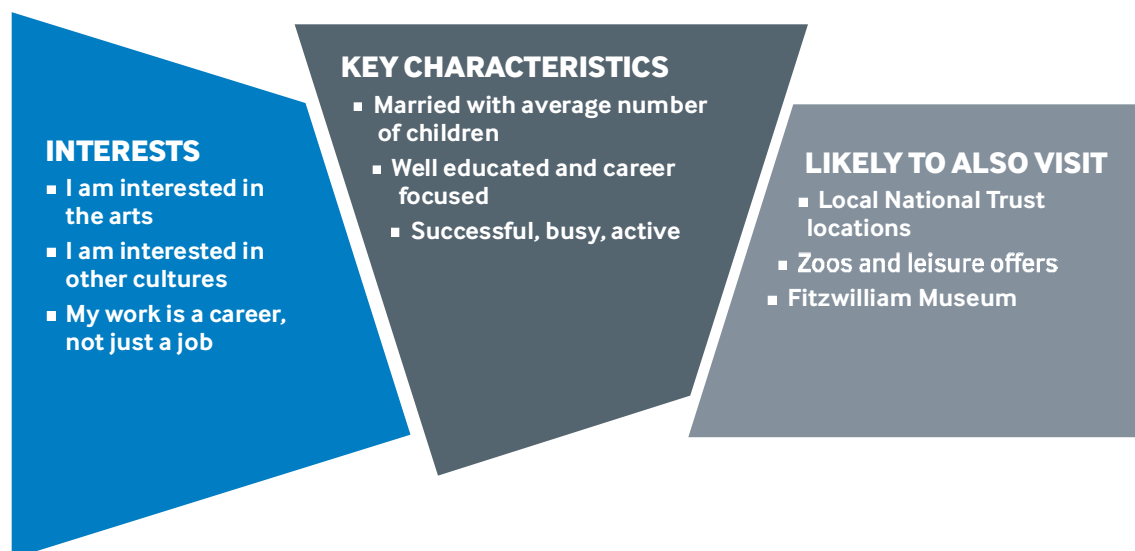 INTERESTS
▪ I am interested in
the arts
▪ I am interested in
other cultures
▪ My work is a career,
not just a job
KEY CHARACTERISTICS
▪ Married with average number
of children
▪ Well educated and career
focused
▪ Successful, busy, active
LIKELY TO ALSO VISIT
▪ Local National Trust
locations
▪ Zoos and leisure offers
▪ Fitzwilliam Museum